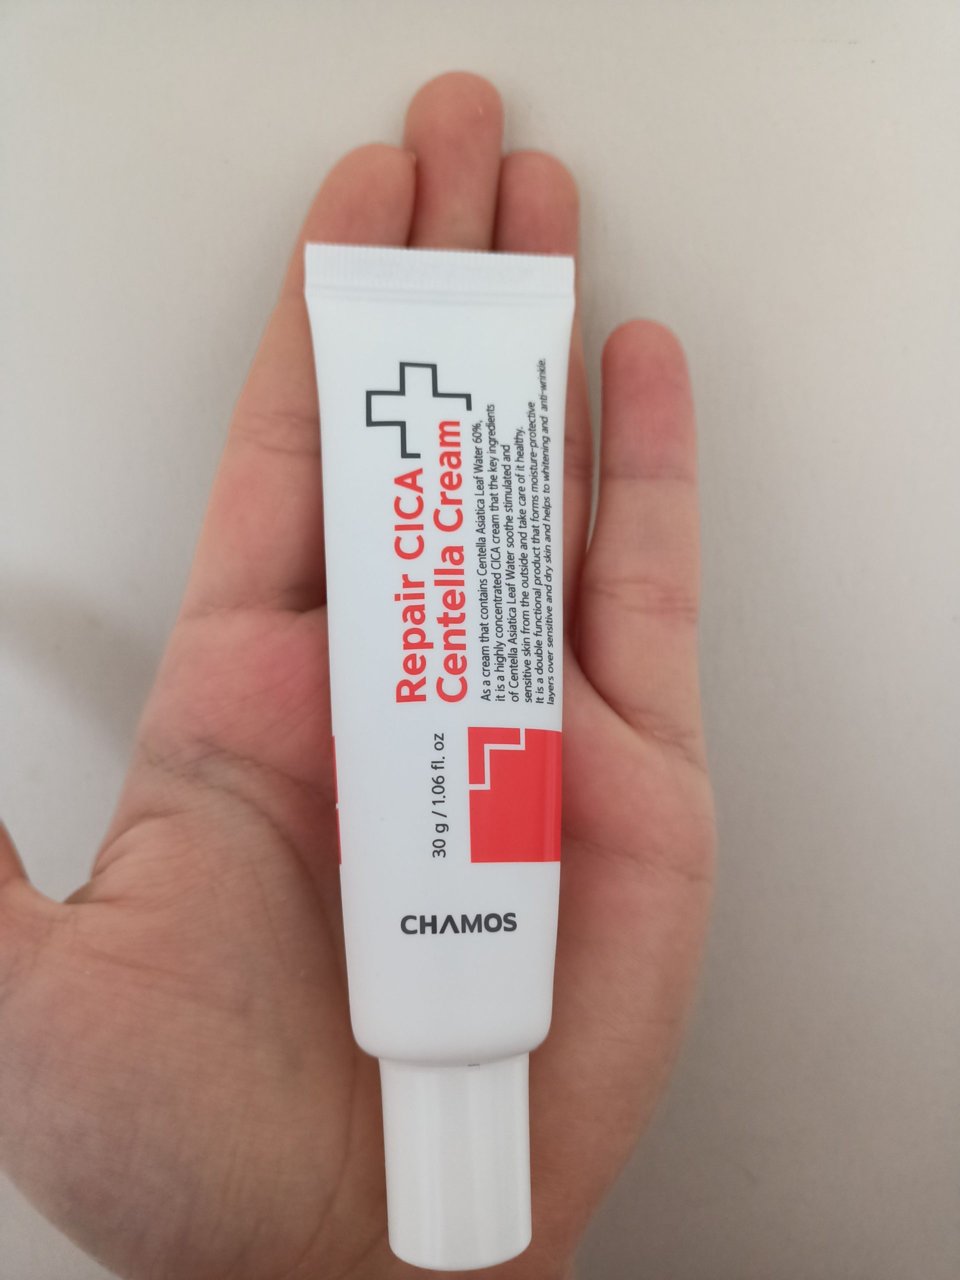 Repair CICA
Centella Cream
As a cream that contains Centella Asiatica Leaf Water 60%,
it is a highly concentrated CICA cream that the key ingredients
of Centella Asiatica Leaf Water soothe stimulated and
sensitive skin from the outside and take care of it healthy.
It is a double functional product that forms moisture-protective
layers over sensitive and dry skin and helps to whitening and anti-wrinkle.
30 g / 1.06 fl. oz
CHAMOS